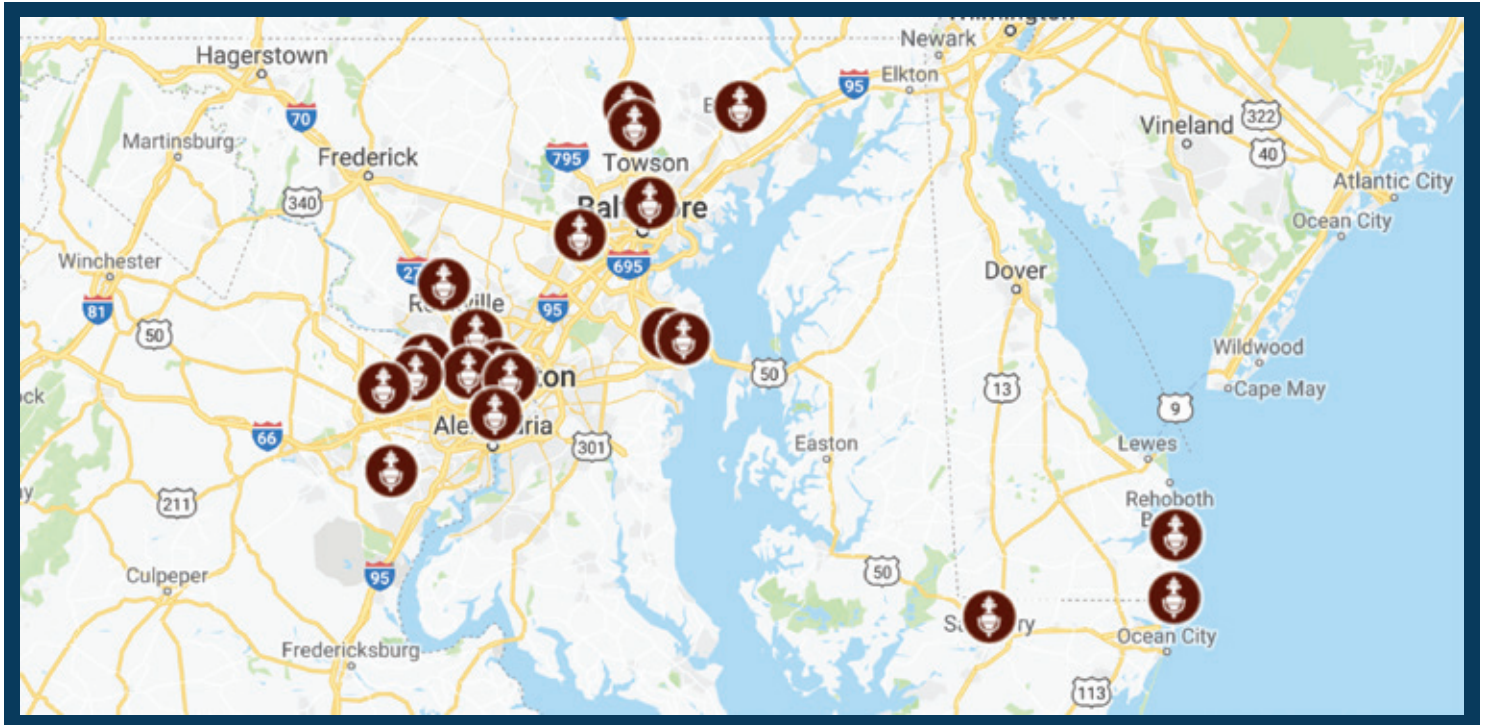 Wilmington
Newark
Hagerstown
Elkton
95
70
322
Vineland
Martinsburg
795
Frederick
Towson
40
Atlantic City
340
Ocean City
Winchester
695
Dover
81
95
50
Wildwood
50
13
Cape May
9
66
301
Easton
Lewes
211
Rehoboth
50
Culpeper
95
Ocean City
Fredericksburg
113